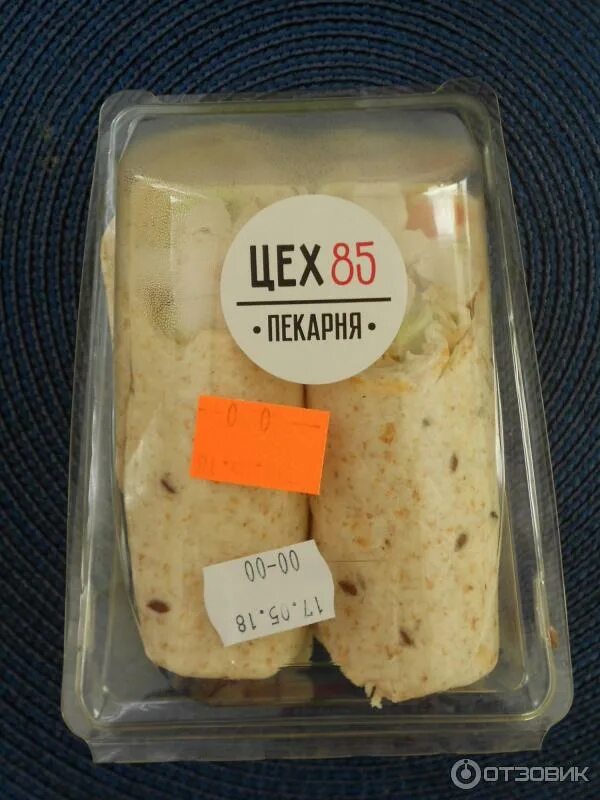 ЦЕХ 85
• ПЕКАРНЯ •
00-00
17.05.18
ОТЗОВИК